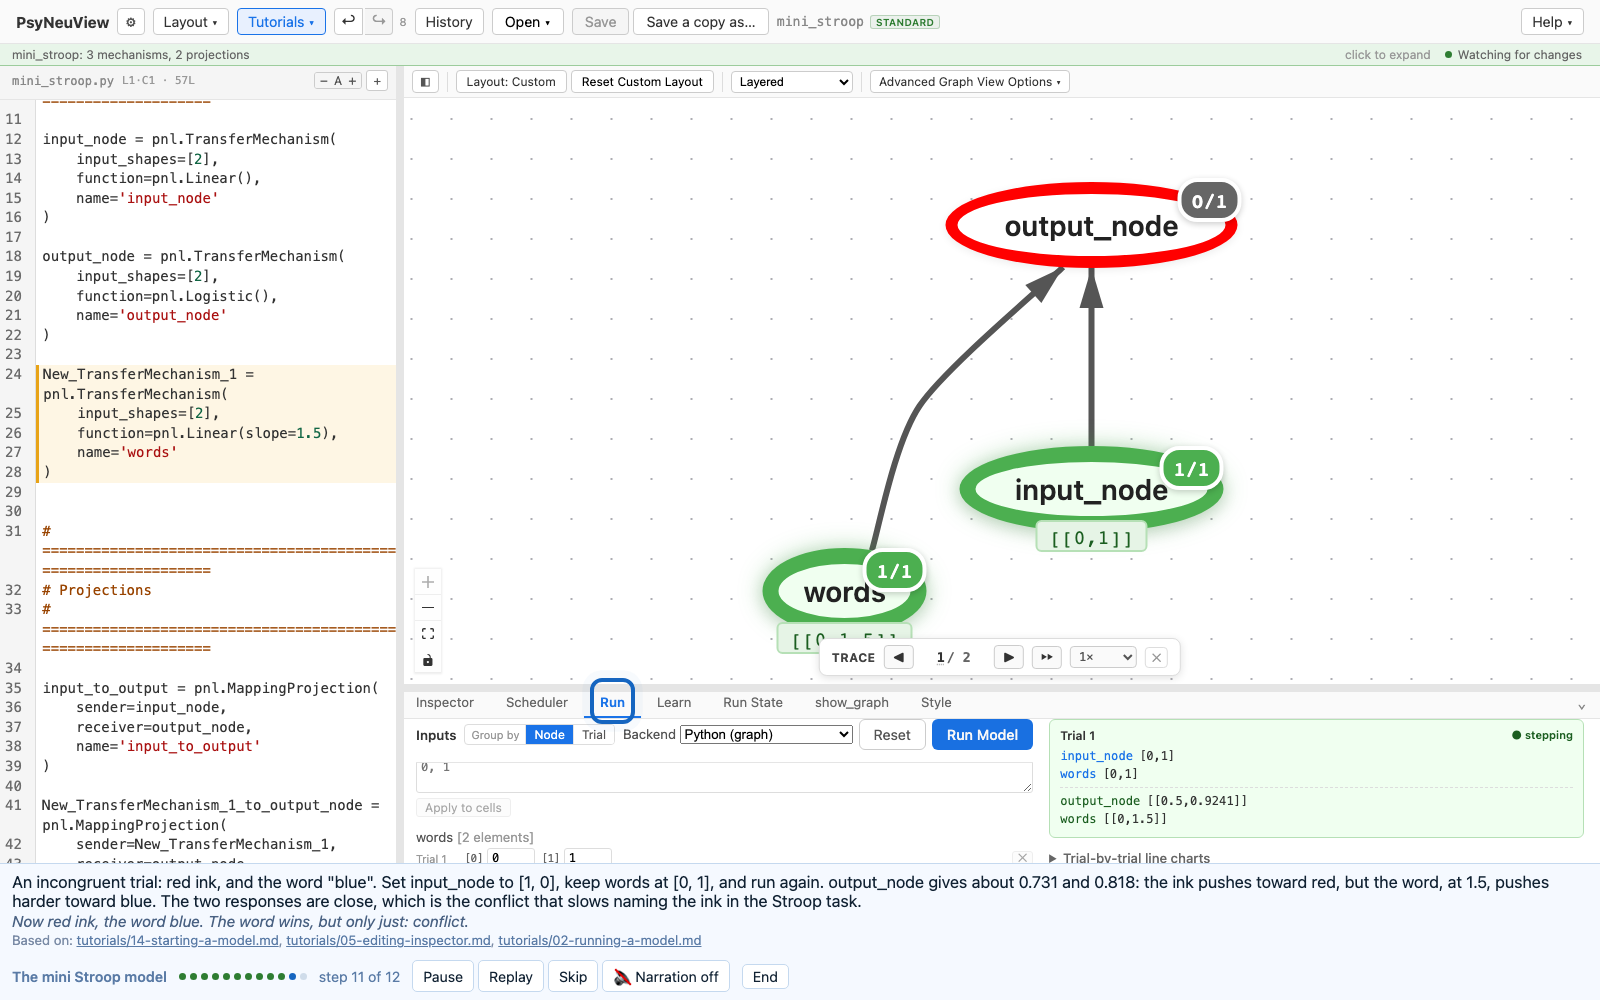 PsyNeuView
Layout ▾
Tutorials ▾
8
History
Open ▾
Save
Save a copy as...
mini_stroop
STANDARD
Help ▾
mini_stroop: 3 mechanisms, 2 projections
click to expand
Watching for changes
mini_stroop.py L1:C1 · 57L
− A +
+
Layout: Custom
Reset Custom Layout
Layered
Advanced Graph View Options ▾
====================
11
12 input_node = pnl.TransferMechanism(
13 input_shapes=[2],
14 function=pnl.Linear(),
15 name='input_node'
16 )
17
18 output_node = pnl.TransferMechanism(
19 input_shapes=[2],
20 function=pnl.Logistic(),
21 name='output_node'
22 )
23
24 New_TransferMechanism_1 =
pnl.TransferMechanism(
25 input_shapes=[2],
26 function=pnl.Linear(slope=1.5),
27 name='words'
28 )
29
30
31 #
==========================================
====================
32 # Projections
33 #
==========================================
====================
34
35 input_to_output = pnl.MappingProjection(
36 sender=input_node,
37 receiver=output_node,
38 name='input_to_output'
39 )
40
41 New_TransferMechanism_1_to_output_node =
pnl.MappingProjection(
42 sender=New_TransferMechanism_1,
43 receiver=output_node
output_node
0/1
input_node
1/1
[[0,1]]
words
1/1
[[0,1.5]]
TRACE
1 / 2
1×
Inspector
Scheduler
Run
Learn
Run State
show_graph
Style
Inputs
Group by
Node
Trial
Backend
Python (graph)
Reset
Run Model
0, 1
Apply to cells
words [2 elements]
Trial 1 [0] 0 [1] 1
Trial 1
stepping
input_node [0,1]
words [0,1]
output_node [[0.5,0.9241]]
words [[0,1.5]]
Trial-by-trial line charts
An incongruent trial: red ink, and the word "blue". Set input_node to [1, 0], keep words at [0, 1], and run again. output_node gives about 0.731 and 0.818: the ink pushes toward red, but the word, at 1.5, pushes
harder toward blue. The two responses are close, which is the conflict that slows naming the ink in the Stroop task.
Now red ink, the word blue. The word wins, but only just: conflict.
Based on: tutorials/14-starting-a-model.md, tutorials/05-editing-inspector.md, tutorials/02-running-a-model.md
The mini Stroop model
step 11 of 12
Pause
Replay
Skip
Narration off
End